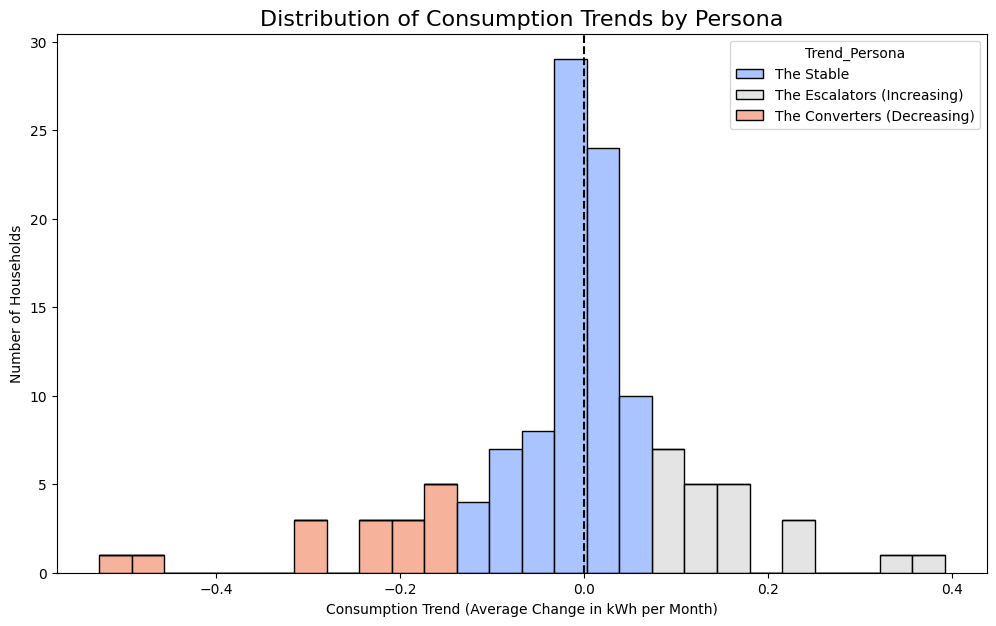 Distribution of Consumption Trends by Persona
Number of Households
30
25
20
15
10
5
0
Trend_Persona
The Stable
The Escalators (Increasing)
The Converters (Decreasing)
−0.4
−0.2
0.0
0.2
0.4
Consumption Trend (Average Change in kWh per Month)